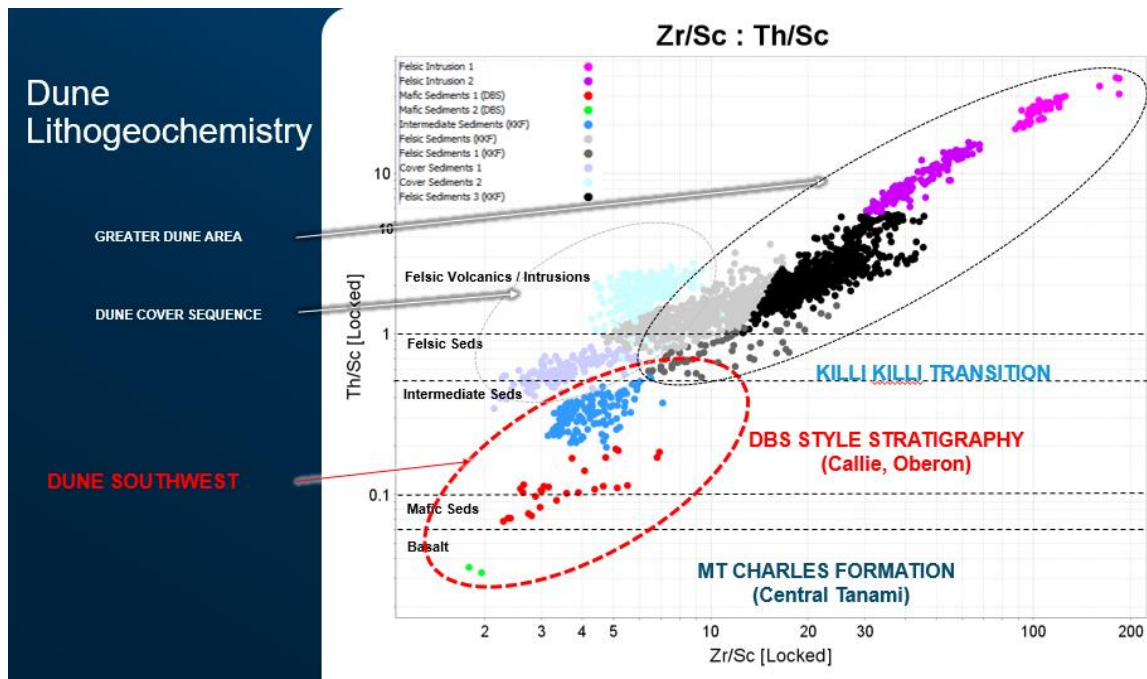 Dune
Lithogeochemistry
GREATER DUNE AREA
DUNE COVER SEQUENCE
DUNE SOUTHWEST
Zr/Sc : Th/Sc
Felsic Intrusion 1
Felsic Intrusion 2
Mafic Sediments 1 (DBS)
Mafic Sediments 2 (DBS)
Intermediate Sediments (KKF)
Felsic Sediments (KKF)
Felsic Sediments 1 (KKF)
Cover Sediments 1
Cover Sediments 2
Felsic Sediments 3 (KKF)
10
10
1
0.1
Th/Sc [Locked]
Felsic Volcanics / Intrusions
Felsic Seds
Intermediate Seds
Mafic Seds
Basalt
KILLI KILLI TRANSITION
DBS STYLE STRATIGRAPHY
(Callie, Oberon)
MT CHARLES FORMATION
(Central Tanami)
2 3 4 5 10 20 30 100 200
Zr/Sc [Locked]